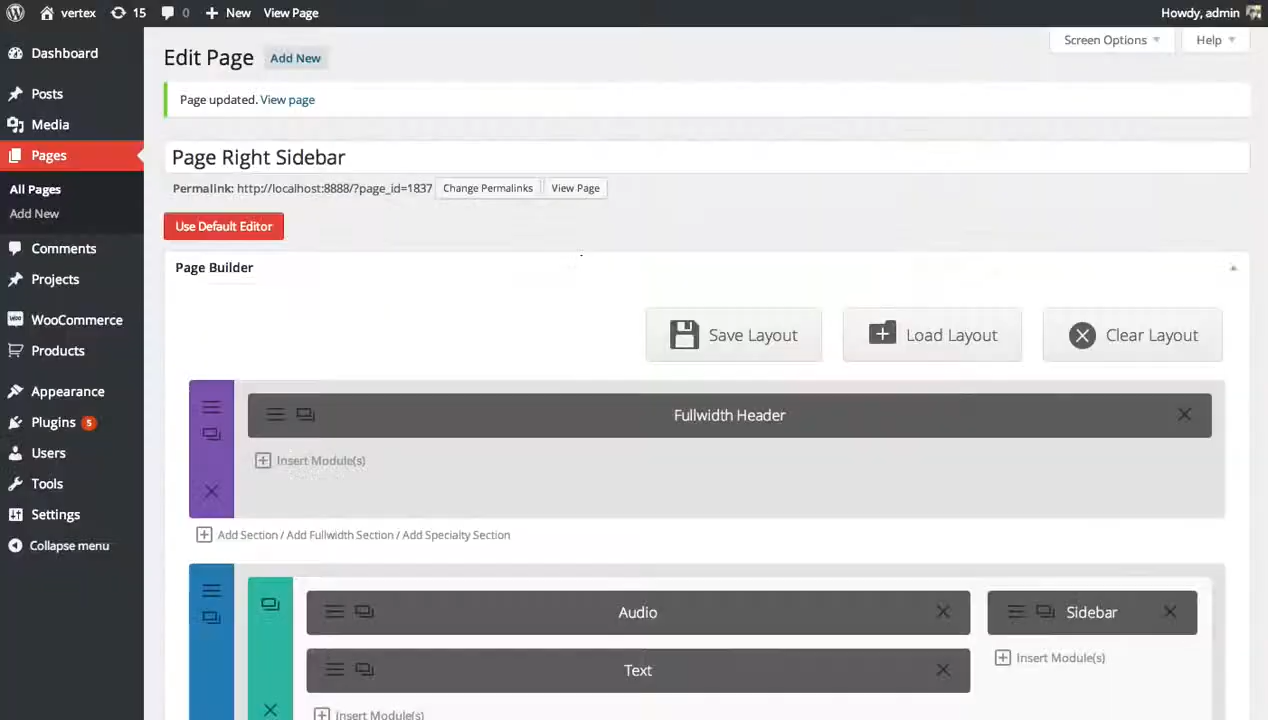 vertex 15 0 New View Page Howdy, admin
Screen Options Help
Dashboard
Posts
Media
Pages
All Pages
Add New
Comments
Projects
WooCommerce
Products
Appearance
Plugins 5
Users
Tools
Settings
Collapse menu
Edit Page Add New
Page updated. View page
Page Right Sidebar
Permalink: http://localhost:8888/?page_id=1837 Change Permalinks View Page
Use Default Editor
Page Builder
Save Layout Load Layout Clear Layout
Fullwidth Header
Insert Module(s)
Add Section / Add Fullwidth Section / Add Specialty Section
Audio Sidebar
Insert Module(s)
Text
Insert Module(s)